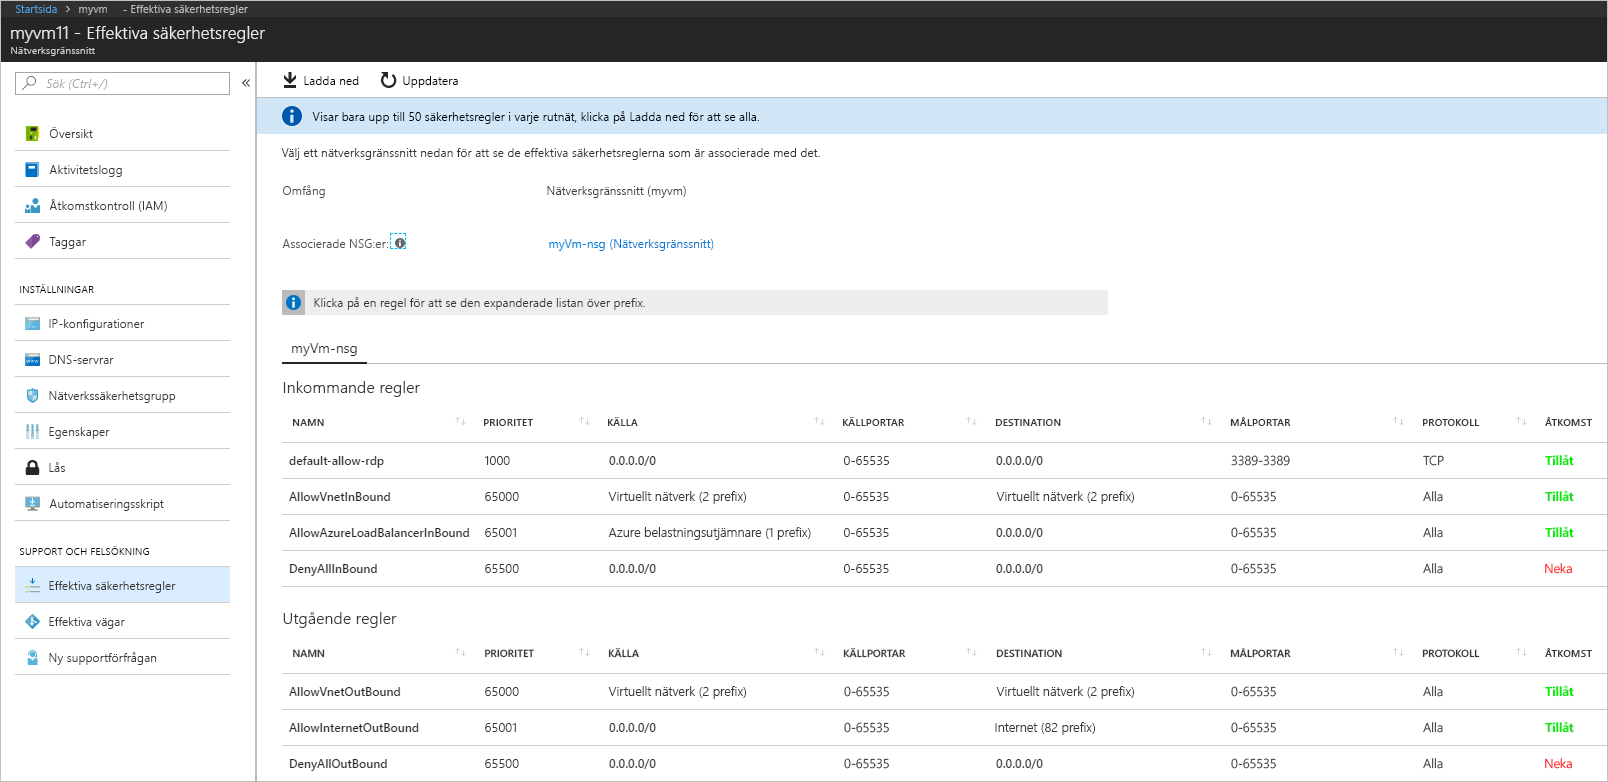 Startsida > myvm - Effektiva säkerhetsregler
myvm11 - Effektiva säkerhetsregler
Nätverksgränssnitt
Sök (Ctrl+/)
«
Översikt
Aktivitetslogg
Åtkomstkontroll (IAM)
Taggar
INSTÄLLNINGAR
IP-konfigurationer
DNS-servrar
Nätverkssäkerhetsgrupp
Egenskaper
Lås
Automatiseringsskript
SUPPORT OCH FELSÖKNING
Effektiva säkerhetsregler
Effektiva vägar
Ny supportförfrågan
Ladda ned Uppdatera
Visar bara upp till 50 säkerhetsregler i varje rutnät, klicka på Ladda ned för att se alla.
Välj ett nätverksgränssnitt nedan för att se de effektiva säkerhetsreglerna som är associerade med det.
Omfång Nätverksgränssnitt (myvm)
Associerade NSG:er: myVm-nsg (Nätverksgränssnitt)
Klicka på en regel för att se den expanderade listan över prefix.
myVm-nsg
Inkommande regler
NAMN PRIORITET KÄLLA KÄLLPORTAR DESTINATION MÅLPORTAR PROTOKOLL ÅTKOMST
default-allow-rdp 1000 0.0.0.0/0 0-65535 0.0.0.0/0 3389-3389 TCP Tillåt
AllowVnetInBound 65000 Virtuellt nätverk (2 prefix) 0-65535 Virtuellt nätverk (2 prefix) 0-65535 Alla Tillåt
AllowAzureLoadBalancerInBound 65001 Azure belastningsutjämnare (1 prefix) 0-65535 0.0.0.0/0 0-65535 Alla Tillåt
DenyAllInBound 65500 0.0.0.0/0 0-65535 0.0.0.0/0 0-65535 Alla Neka
Utgående regler
NAMN PRIORITET KÄLLA KÄLLPORTAR DESTINATION MÅLPORTAR PROTOKOLL ÅTKOMST
AllowVnetOutBound 65000 Virtuellt nätverk (2 prefix) 0-65535 Virtuellt nätverk (2 prefix) 0-65535 Alla Tillåt
AllowInternetOutBound 65001 0.0.0.0/0 0-65535 Internet (82 prefix) 0-65535 Alla Tillåt
DenyAllOutBound 65500 0.0.0.0/0 0-65535 0.0.0.0/0 0-65535 Alla Neka